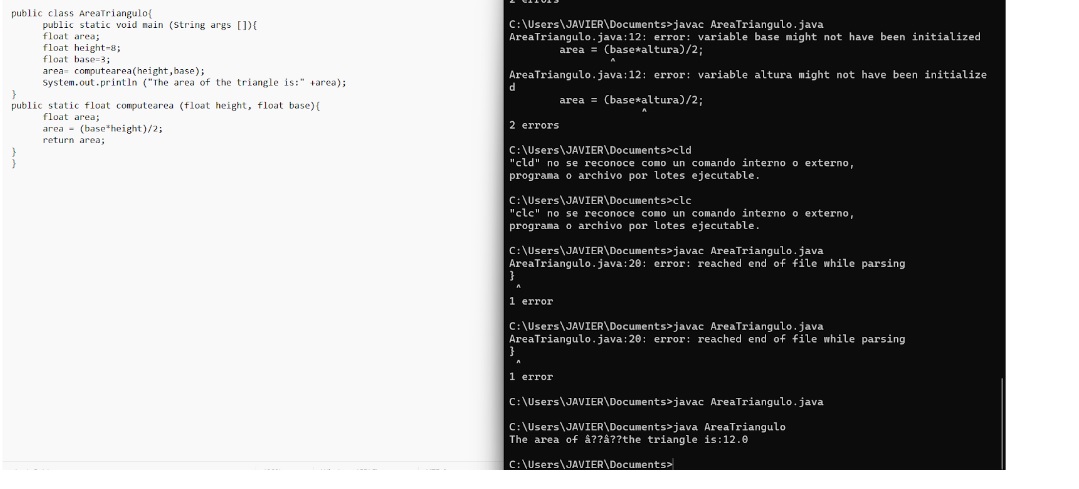 public class AreaTriangulo{
public static void main (String args []){
float area;
float height=8;
float base=3;
area= computearea(height,base);
System.out.println ("The area of the triangle is:" +area);
}
public static float computearea (float height, float base){
float area;
area = (base*height)/2;
return area;
}
}
2 errors
C:\Users\JAVIER\Documents>javac AreaTriangulo.java
AreaTriangulo.java:12: error: variable base might not have been initialized
area = (base*altura)/2;
^
AreaTriangulo.java:12: error: variable altura might not have been initialize
d
area = (base*altura)/2;
^
2 errors
C:\Users\JAVIER\Documents>cld
"cld" no se reconoce como un comando interno o externo,
programa o archivo por lotes ejecutable.
C:\Users\JAVIER\Documents>clc
"clc" no se reconoce como un comando interno o externo,
programa o archivo por lotes ejecutable.
C:\Users\JAVIER\Documents>javac AreaTriangulo.java
AreaTriangulo.java:20: error: reached end of file while parsing
}
^
1 error
C:\Users\JAVIER\Documents>javac AreaTriangulo.java
AreaTriangulo.java:20: error: reached end of file while parsing
}
^
1 error
C:\Users\JAVIER\Documents>javac AreaTriangulo.java
C:\Users\JAVIER\Documents>java AreaTriangulo
The area of â??â??the triangle is:12.0
C:\Users\JAVIER\Documents>